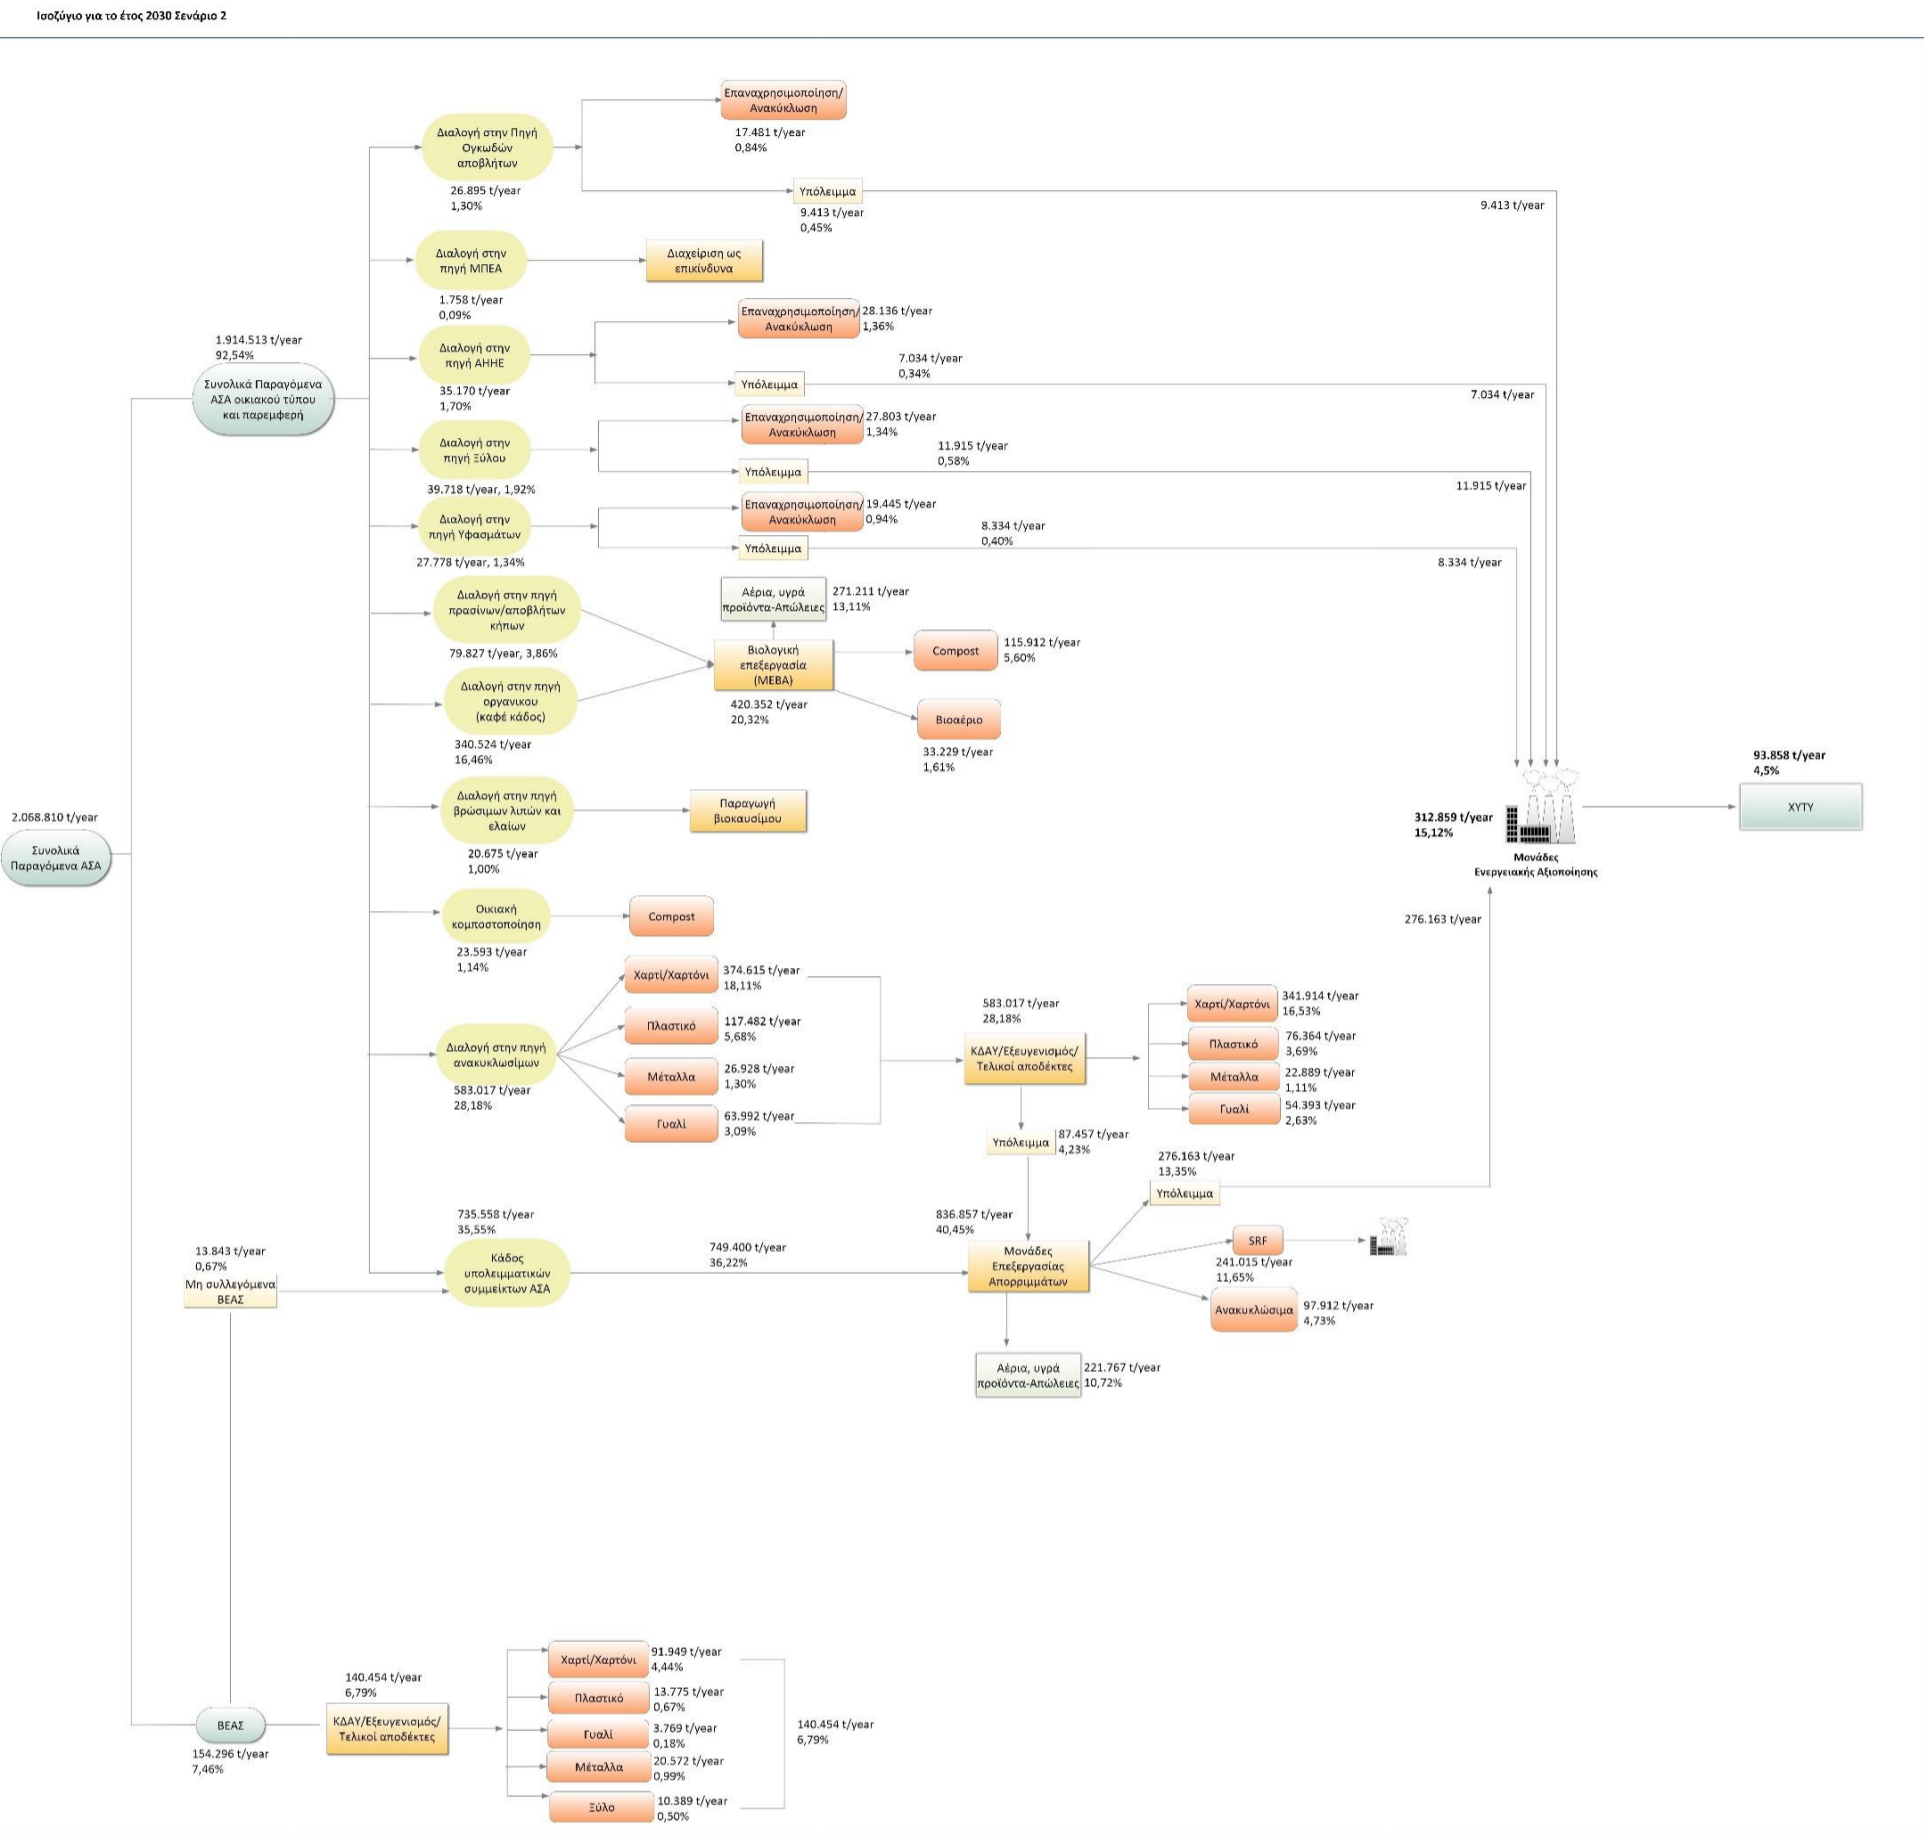 Ισοζύγιο για το έτος 2030 Σενάριο 2
Επαναχρησιμοποίηση/
Ανακύκλωση
17.481 t/year
0,84%
Διαλογή στην Πηγή
Ογκωδών
αποβλήτων
26.895 t/year
1,30%
Υπόλειμμα
9.413 t/year
0,45%
9.413 t/year
Διαλογή στην
πηγή ΜΠΕΑ
1.758 t/year
0,09%
Διαχείριση ως
επικίνδυνα
1.914.513 t/year
92,54%
Συνολικά Παραγόμενα
ΑΣΑ οικιακού τύπου
και παρεμφερή
Διαλογή στην
πηγή ΑΗΗΕ
35.170 t/year
1,70%
Επαναχρησιμοποίηση/
Ανακύκλωση
28.136 t/year
1,36%
7.034 t/year
0,34%
Υπόλειμμα
7.034 t/year
Διαλογή στην
πηγή Ξύλου
39.718 t/year, 1,92%
Επαναχρησιμοποίηση/
Ανακύκλωση
27.803 t/year
1,34%
11.915 t/year
0,58%
Υπόλειμμα
11.915 t/year
Διαλογή στην
πηγή Υφασμάτων
27.778 t/year, 1,34%
Επαναχρησιμοποίηση/
Ανακύκλωση
19.445 t/year
0,94%
8.334 t/year
0,40%
Υπόλειμμα
8.334 t/year
Διαλογή στην πηγή
πρασίνων/αποβλήτων
κήπων
79.827 t/year, 3,86%
Αέρια, υγρά
προϊόντα-Απώλειες
271.211 t/year
13,11%
Βιολογική
επεξεργασία
(ΜΕΒΑ)
420.352 t/year
20,32%
Compost
115.912 t/year
5,60%
Διαλογή στην πηγή
οργανικου
(καφέ κάδος)
340.524 t/year
16,46%
Βιοαέριο
33.229 t/year
1,61%
93.858 t/year
4,5%
ΧΥΤΥ
312.859 t/year
15,12%
Μονάδες
Ενεργειακής Αξιοποίησης
2.068.810 t/year
Συνολικά
Παραγόμενα ΑΣΑ
Διαλογή στην πηγή
βρώσιμων λιπών και
ελαίων
20.675 t/year
1,00%
Παραγωγή
βιοκαυσίμου
Οικιακή
κομποστοποίηση
23.593 t/year
1,14%
Compost
276.163 t/year
Διαλογή στην πηγή
ανακυκλωσίμων
583.017 t/year
28,18%
Χαρτί/Χαρτόνι
374.615 t/year
18,11%
Πλαστικό
117.482 t/year
5,68%
Μέταλλα
26.928 t/year
1,30%
Γυαλί
63.992 t/year
3,09%
583.017 t/year
28,18%
ΚΔΑΥ/Εξευγενισμός/
Τελικοί αποδέκτες
Χαρτί/Χαρτόνι
341.914 t/year
16,53%
Πλαστικό
76.364 t/year
3,69%
Μέταλλα
22.889 t/year
1,11%
Γυαλί
54.393 t/year
2,63%
Υπόλειμμα
87.457 t/year
4,23%
276.163 t/year
13,35%
Υπόλειμμα
735.558 t/year
35,55%
Κάδος
υπολειμματικών
συμμείκτων ΑΣΑ
749.400 t/year
36,22%
836.857 t/year
40,45%
Μονάδες
Επεξεργασίας
Απορριμμάτων
SRF
241.015 t/year
11,65%
Ανακυκλώσιμα
97.912 t/year
4,73%
13.843 t/year
0,67%
Μη συλλεγόμενα
ΒΕΑΣ
Αέρια, υγρά
προϊόντα-Απώλειες
221.767 t/year
10,72%
ΒΕΑΣ
154.296 t/year
7,46%
140.454 t/year
6,79%
ΚΔΑΥ/Εξευγενισμός/
Τελικοί αποδέκτες
Χαρτί/Χαρτόνι
91.949 t/year
4,44%
Πλαστικό
13.775 t/year
0,67%
Γυαλί
3.769 t/year
0,18%
Μέταλλα
20.572 t/year
0,99%
Ξύλο
10.389 t/year
0,50%
140.454 t/year
6,79%